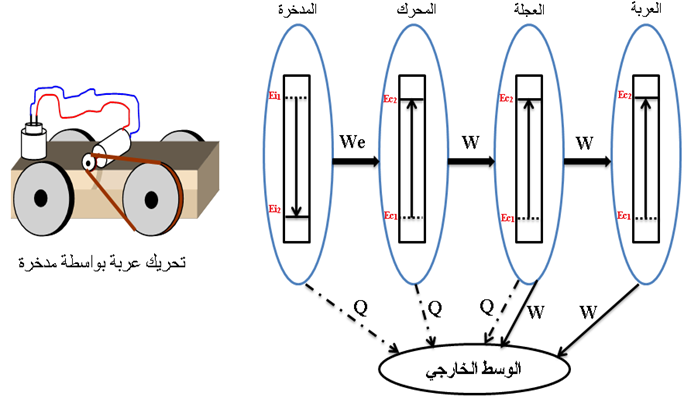 المدخرة
المحرك
العجلة
العربة
Ei1
Ec2
Ec2
Ec2
We
W
W
Ei2
Ec1
Ec1
Ec1
تحريك عربة بواسطة مدخرة
Q
Q
Q
W
W
الوسط الخارجي